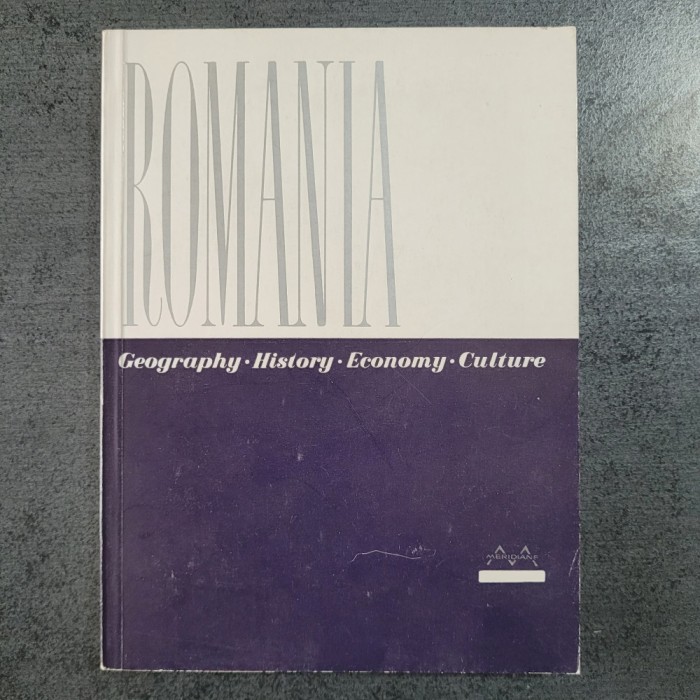 ROMANIA
Geography · History · Economy · Culture
MERIDIANE